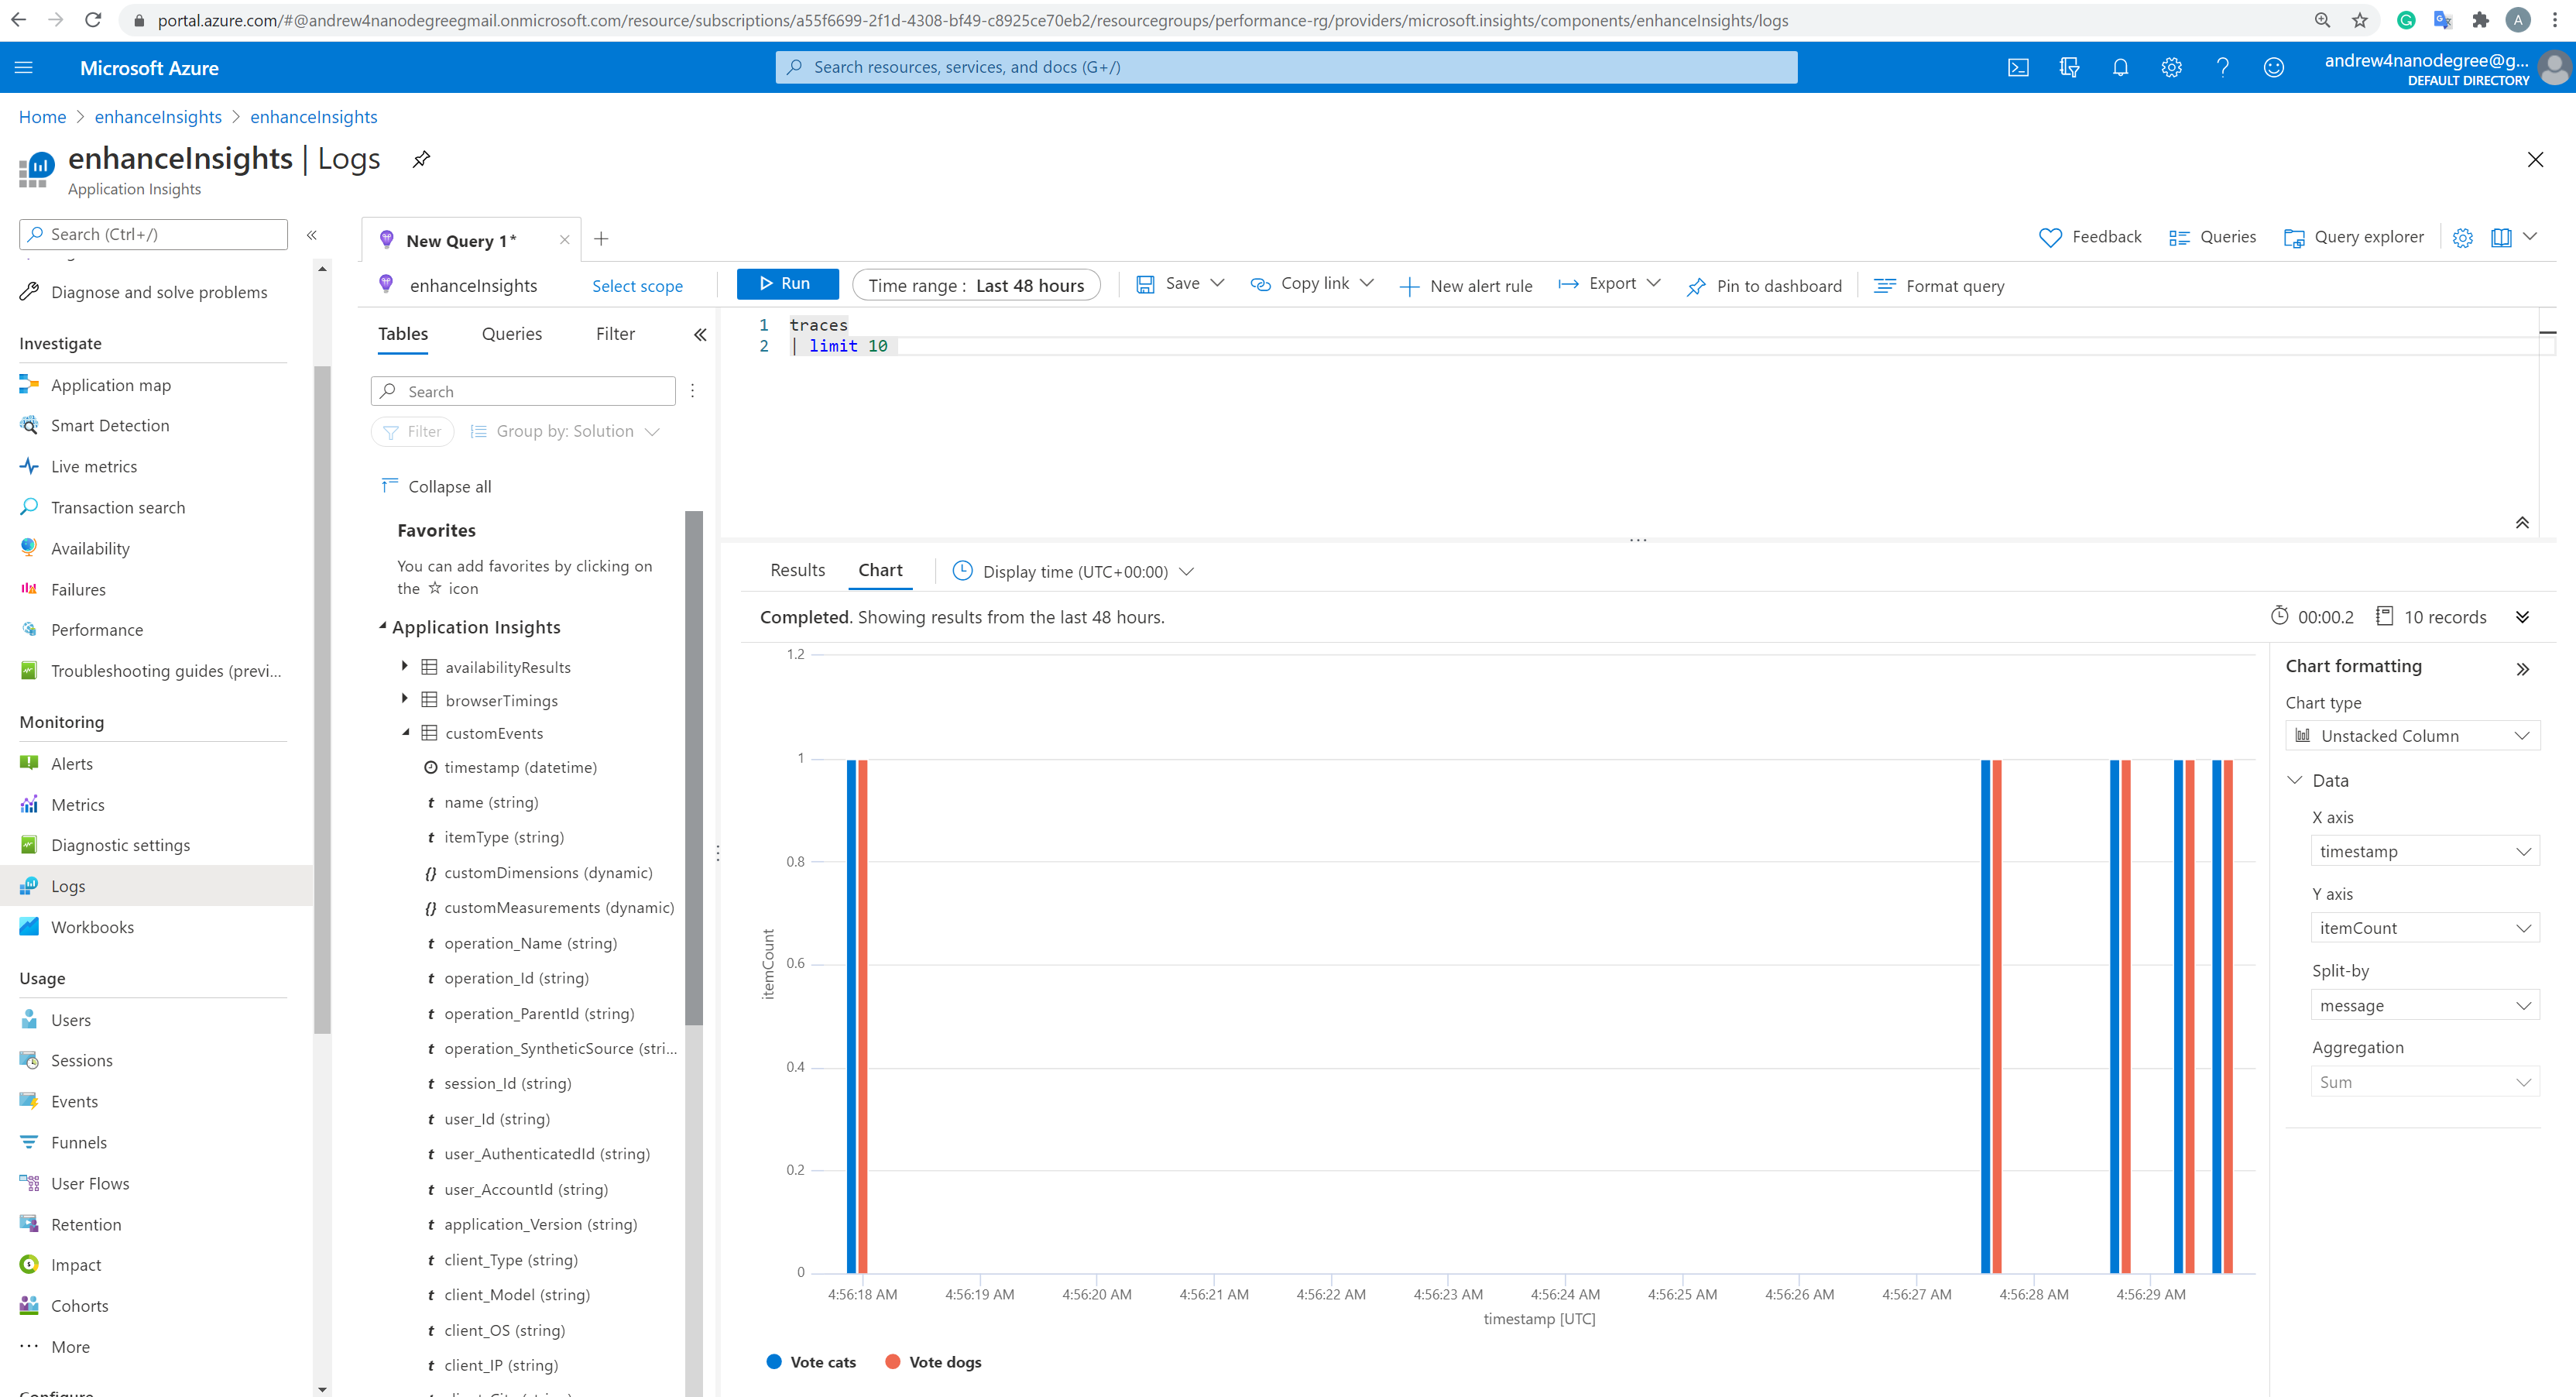 portal.azure.com/#@andrew4nanodegreegmail.onmicrosoft.com/resource/subscriptions/a55f6699-2f1d-4308-bf49-c8925ce70eb2/resourcegroups/performance-rg/providers/microsoft.insights/components/enhanceInsights/logs
A
Microsoft Azure
Search resources, services, and docs (G+/)
andrew4nanodegree@g...
DEFAULT DIRECTORY
Home > enhanceInsights > enhanceInsights
enhanceInsights | Logs
Application Insights
Search (Ctrl+/)
Diagnose and solve problems
Investigate
Application map
Smart Detection
Live metrics
Transaction search
Availability
Failures
Performance
Troubleshooting guides (previ...
Monitoring
Alerts
Metrics
Diagnostic settings
Logs
Workbooks
Usage
Users
Sessions
Events
Funnels
User Flows
Retention
Impact
Cohorts
More
Configure
New Query 1*
Feedback
Queries
Query explorer
enhanceInsights
Select scope
Run
Time range : Last 48 hours
Save
Copy link
New alert rule
Export
Pin to dashboard
Format query
Tables
Queries
Filter
Search
Filter
Group by: Solution
Collapse all
Favorites
You can add favorites by clicking on
the ☆ icon
Application Insights
availabilityResults
browserTimings
customEvents
timestamp (datetime)
t name (string)
t itemType (string)
{} customDimensions (dynamic)
{} customMeasurements (dynamic)
t operation_Name (string)
t operation_Id (string)
t operation_ParentId (string)
t operation_SyntheticSource (stri...
t session_Id (string)
t user_Id (string)
t user_AuthenticatedId (string)
t user_AccountId (string)
t application_Version (string)
t client_Type (string)
t client_Model (string)
t client_OS (string)
t client_IP (string)
1 traces
2 | limit 10
Results
Chart
Display time (UTC+00:00)
Completed. Showing results from the last 48 hours.
00:00.2
10 records
1.2
1
0.8
0.6
0.4
0.2
0
itemCount
4:56:18 AM 4:56:19 AM 4:56:20 AM 4:56:21 AM 4:56:22 AM 4:56:23 AM 4:56:24 AM 4:56:25 AM 4:56:26 AM 4:56:27 AM 4:56:28 AM 4:56:29 AM
timestamp [UTC]
Vote cats
Vote dogs
Chart formatting
Chart type
Unstacked Column
Data
X axis
timestamp
Y axis
itemCount
Split-by
message
Aggregation
Sum